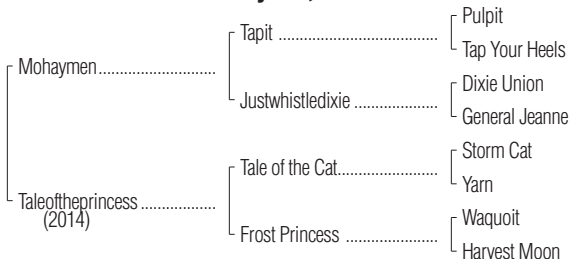 Pulpit
Tapit
Tap Your Heels
Mohaymen
Dixie Union
Justwhistledixie
General Jeanne
Storm Cat
Tale of the Cat
Yarn
Taleoftheprincess
(2014)
Waquoit
Frost Princess
Harvest Moon